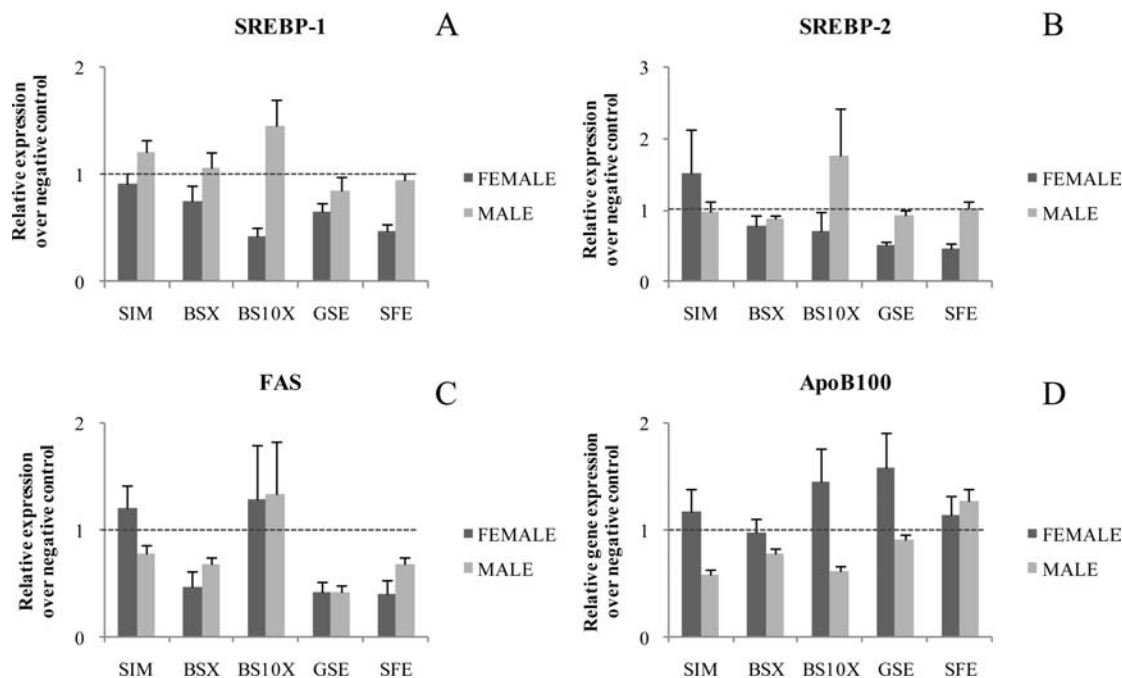 SREBP-1
A
Relative expression
over negative control
2
1
0
SIM BSX BS10X GSE SFE
FEMALE
MALE
SREBP-2
B
Relative expression
over negative control
3
2
1
0
SIM BSX BS10X GSE SFE
FEMALE
MALE
FAS
C
Relative expression
over negative control
2
1
0
SIM BSX BS10X GSE SFE
FEMALE
MALE
ApoB100
D
Relative gene expression
over negative control
2
1
0
SIM BSX BS10X GSE SFE
FEMALE
MALE